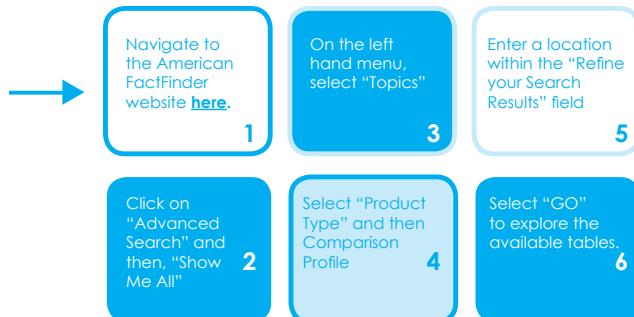 Navigate to
the American
FactFinder
website here.
1
Click on
“Advanced
Search” and
then, “Show
Me All”
2
On the left
hand menu,
select “Topics”
3
Select “Product
Type” and then
Comparison
Profile
4
Enter a location
within the “Refine
your Search
Results” field
5
Select “GO”
to explore the
available tables.
6